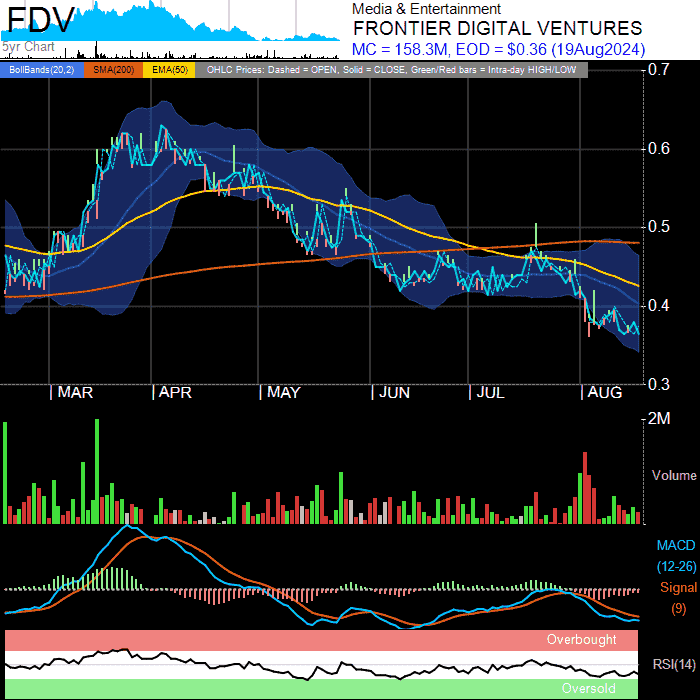 FDV
5yr Chart
Media & Entertainment
FRONTIER DIGITAL VENTURES
MC = 158.3M, EOD = $0.36 (19Aug2024)
BollBands(20,2) SMA(200) EMA(50) OHLC Prices: Dashed = OPEN, Solid = CLOSE, Green/Red bars = Intra-day HIGH/LOW
0.7
0.6
0.5
0.4
0.3
MAR APR MAY JUN JUL AUG
2M
Volume
MACD
(12-26)
Signal
(9)
Overbought
RSI(14)
Oversold